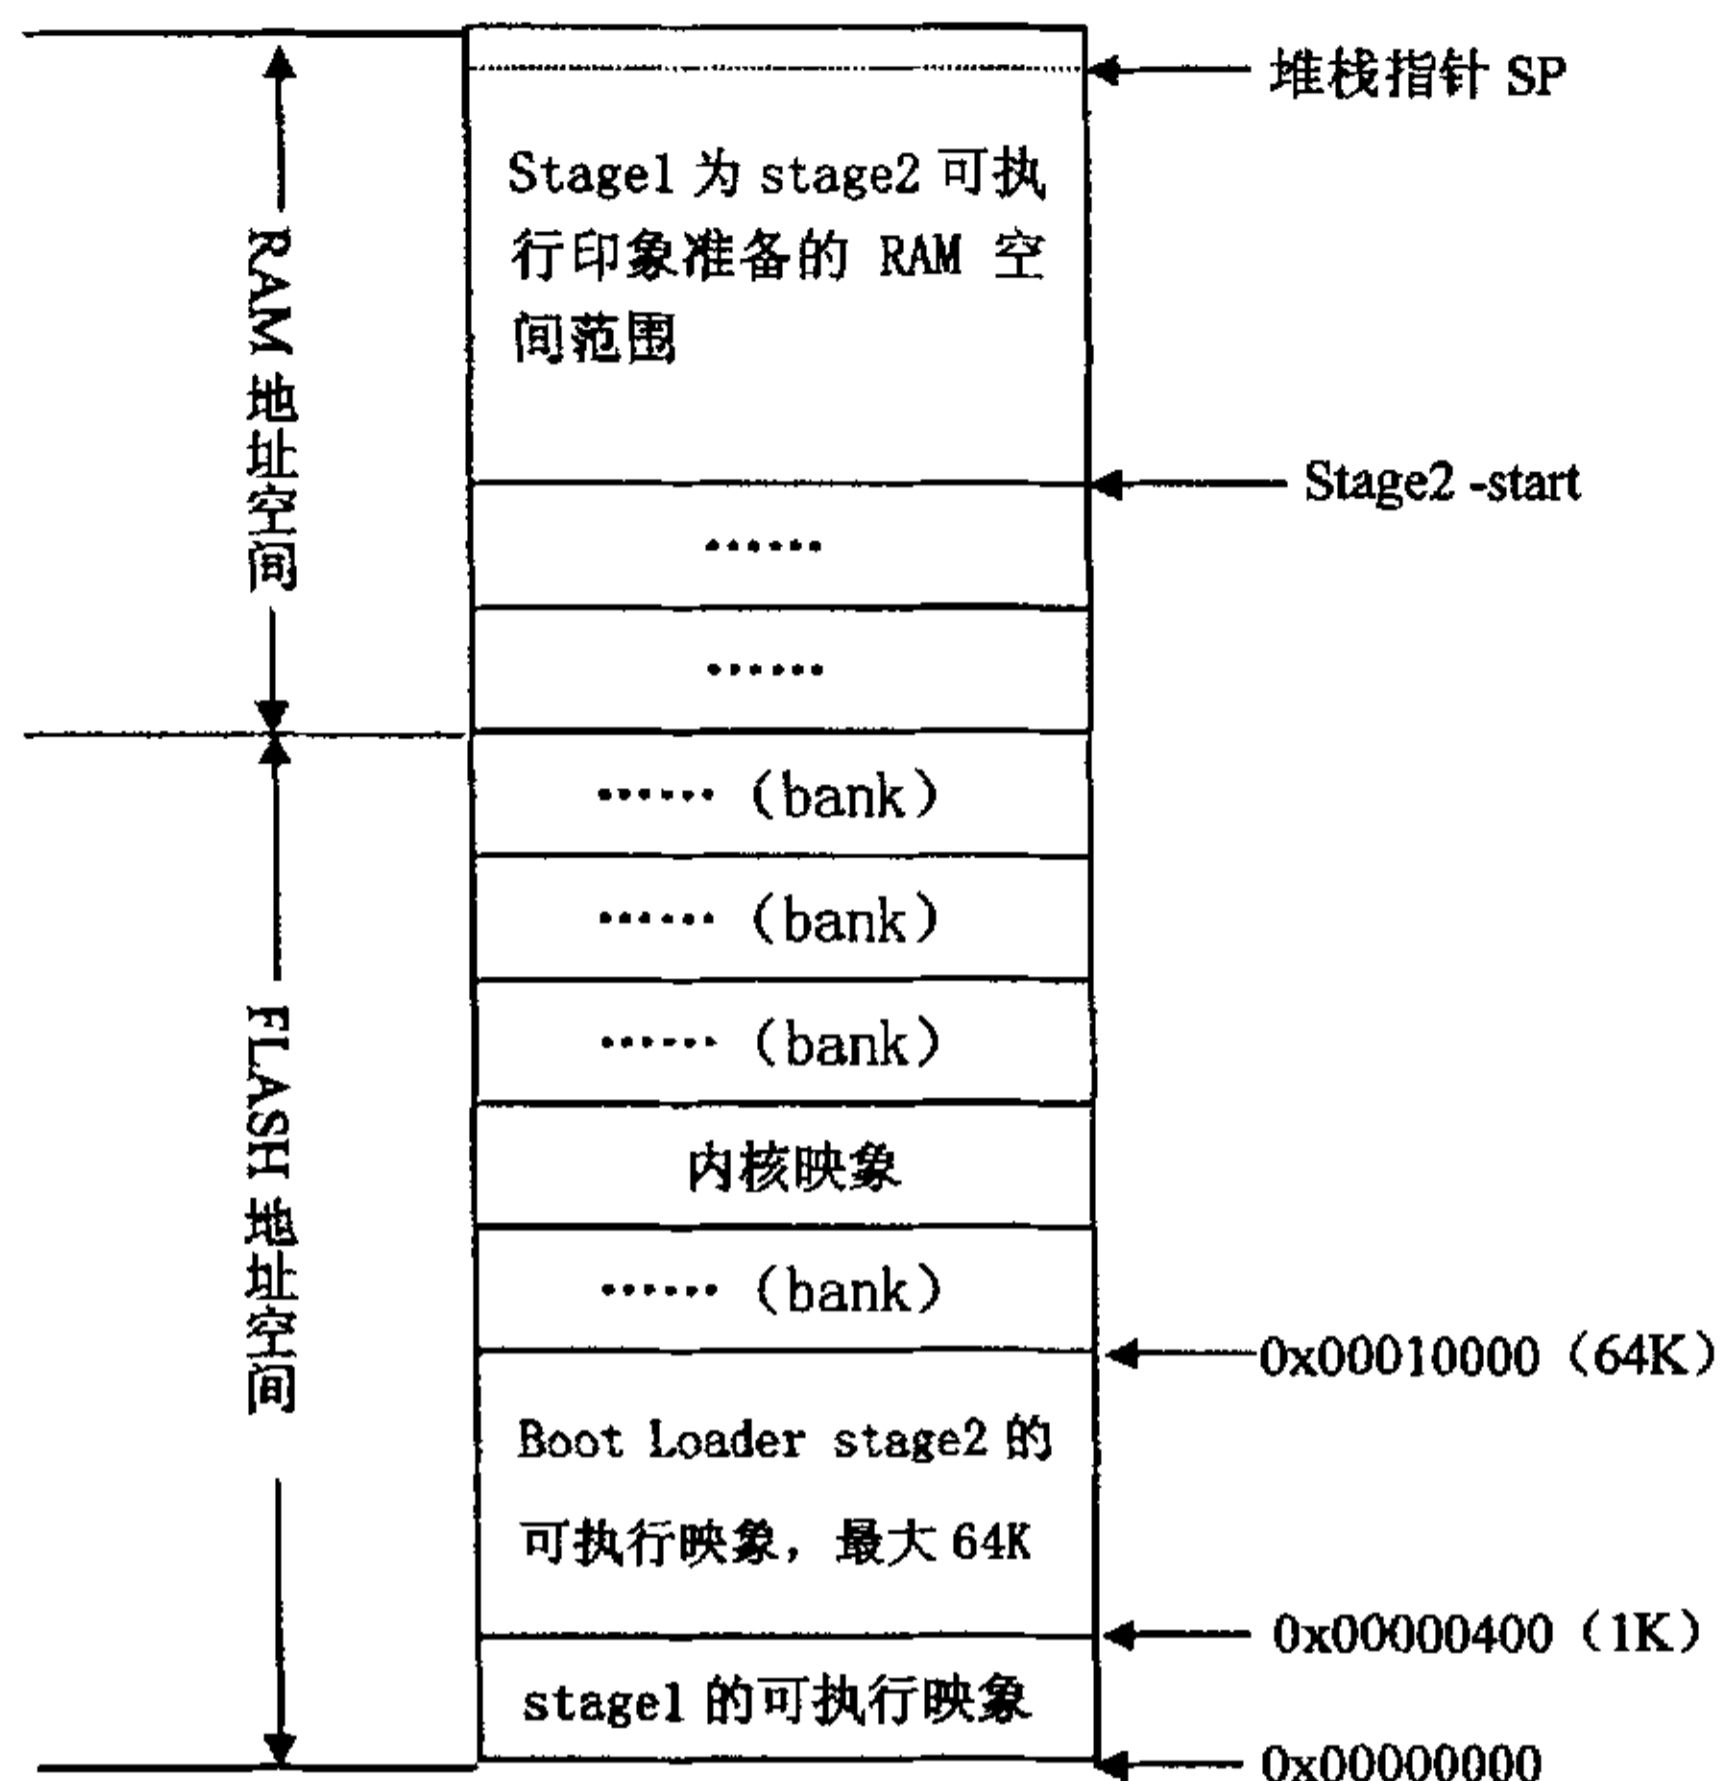 堆栈指针 SP
Stage1 为 stage2 可执
行印象准备的 RAM 空
间范围
RAM 地址空间
Stage2 -start
······
······
······（bank）
······（bank）
······（bank）
FLASH 地址空间
内核映象
······（bank）
0x00010000（64K）
Boot Loader stage2 的
可执行映象，最大 64K
0x00000400（1K）
stage1 的可执行映象
0x00000000